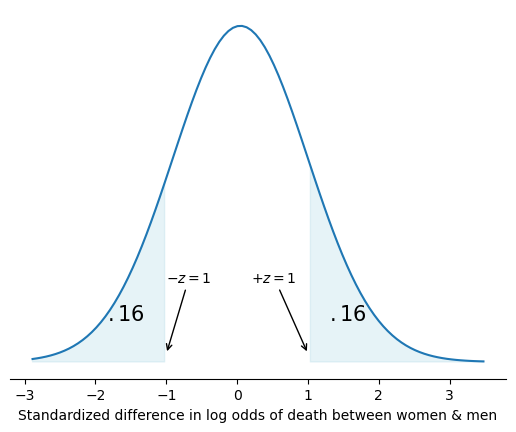 −z = 1
+z = 1
.16
.16
−3 −2 −1 0 1 2 3
Standardized difference in log odds of death between women & men